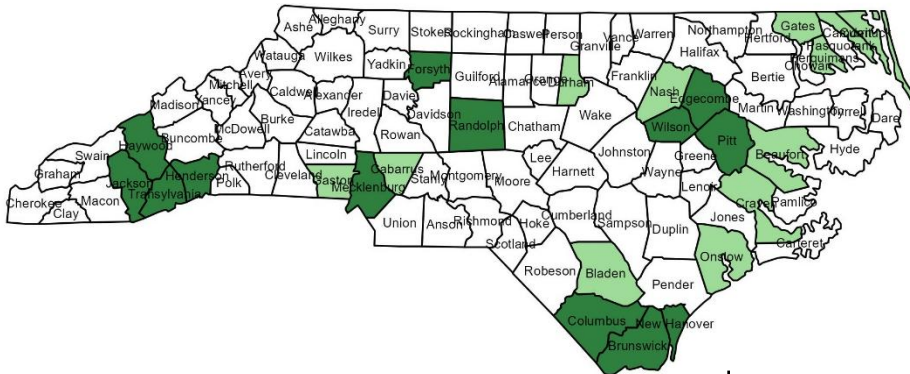 Alleghany
Ashe
Surry
Stokes
Rockingham
Caswell
Person
Granville
Vance
Warren
Northampton
Hertford
Gates
Camden
Currituck
Pasquotank
Perquimans
Chowan
Halifax
Bertie
Watauga
Wilkes
Yadkin
Forsyth
Guilford
Alamance
Orange
Durham
Franklin
Nash
Edgecombe
Martin
Washington
Tyrrell
Dare
Avery
Mitchell
Yancey
Madison
Caldwell
Alexander
Iredell
Davie
Davidson
Randolph
Chatham
Wake
Wilson
Pitt
Beaufort
Hyde
Haywood
Buncombe
McDowell
Burke
Catawba
Rowan
Swain
Graham
Jackson
Henderson
Transylvania
Rutherford
Polk
Cleveland
Lincoln
Gaston
Mecklenburg
Cabarrus
Stanly
Montgomery
Moore
Lee
Harnett
Johnston
Wayne
Greene
Lenoir
Craven
Pamlico
Cherokee
Clay
Macon
Union
Anson
Richmond
Scotland
Hoke
Cumberland
Sampson
Duplin
Jones
Carteret
Onslow
Robeson
Bladen
Pender
Columbus
New Hanover
Brunswick